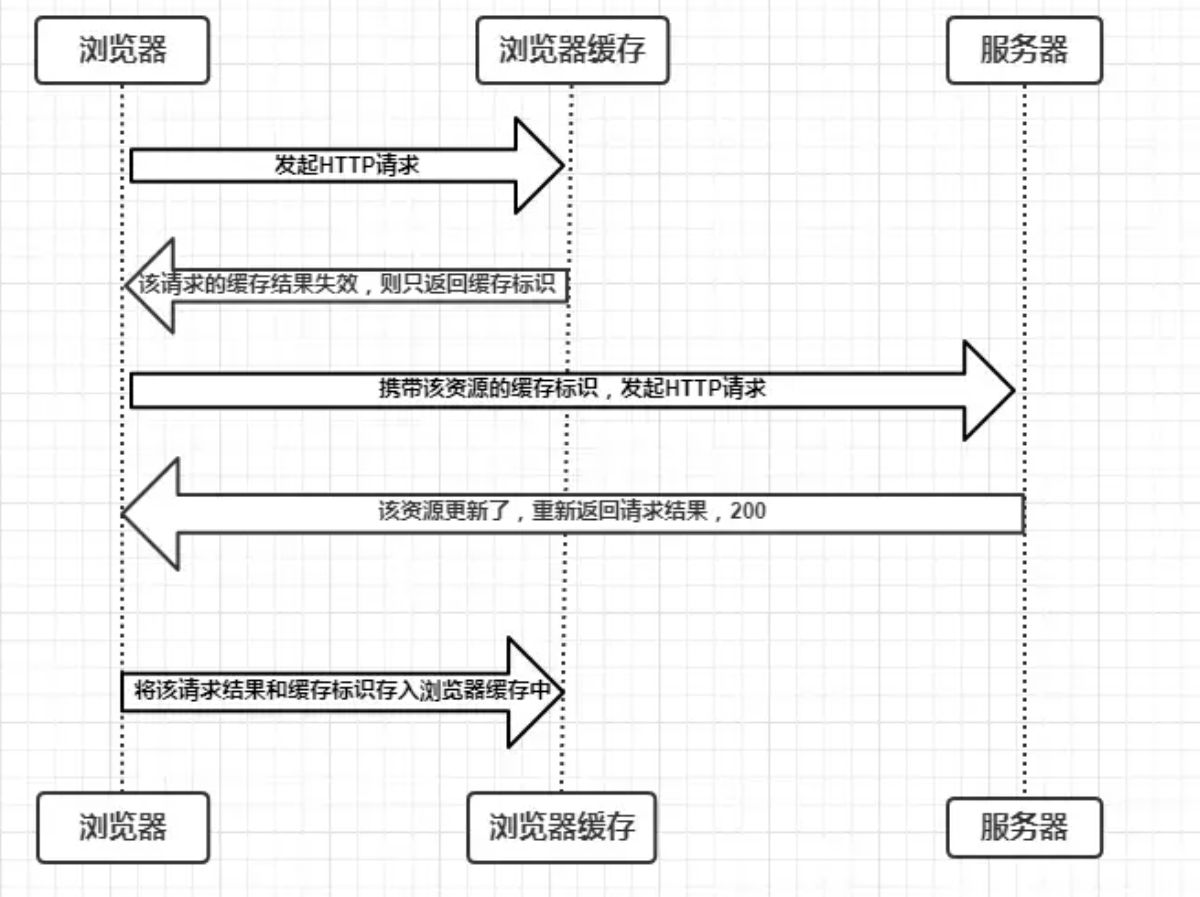 浏览器
浏览器缓存
服务器
发起HTTP请求
该请求的缓存结果失效，则只返回缓存标识
携带该资源的缓存标识，发起HTTP请求
该资源更新了，重新返回请求结果，200
将该请求结果和缓存标识存入浏览器缓存中
浏览器
浏览器缓存
服务器